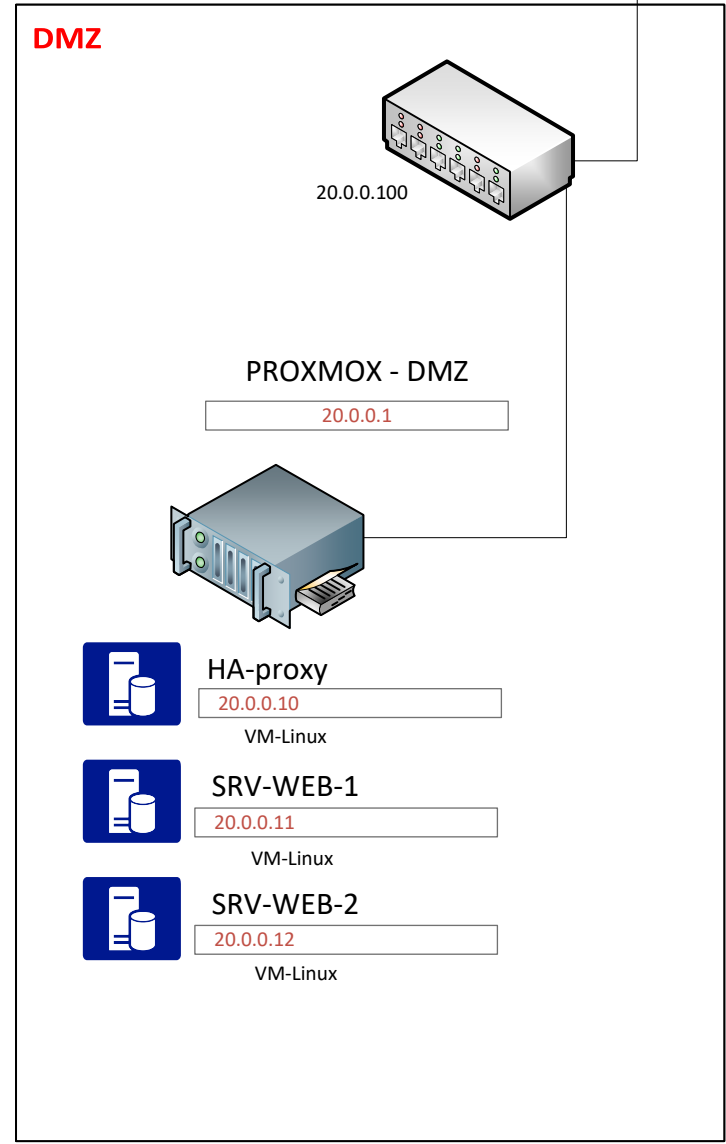 DMZ
20.0.0.100
PROXMOX - DMZ
20.0.0.1
HA-proxy
20.0.0.10
VM-Linux
SRV-WEB-1
20.0.0.11
VM-Linux
SRV-WEB-2
20.0.0.12
VM-Linux